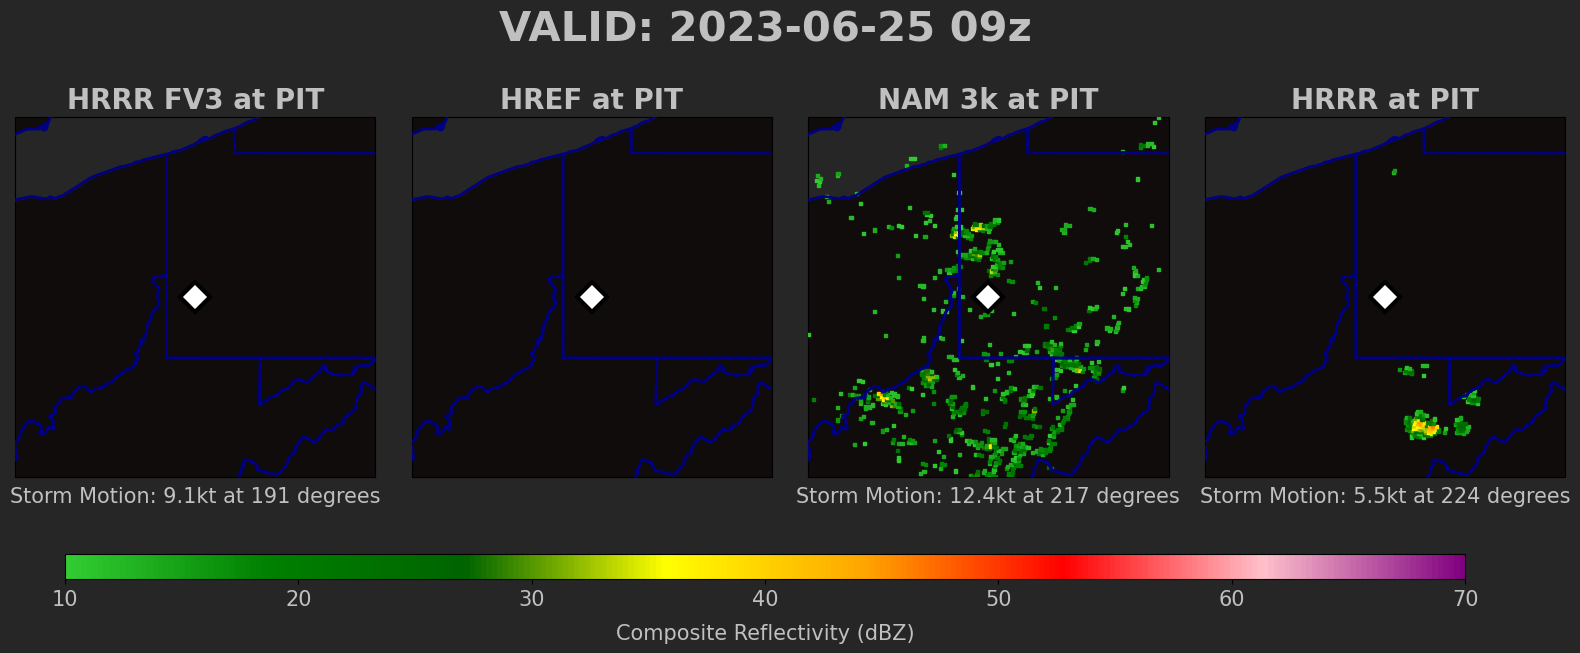 VALID: 2023-06-25 09z
HRRR FV3 at PIT
HREF at PIT
NAM 3k at PIT
HRRR at PIT
Storm Motion: 9.1kt at 191 degrees
Storm Motion: 12.4kt at 217 degrees
Storm Motion: 5.5kt at 224 degrees
10 20 30 40 50 60 70
Composite Reflectivity (dBZ)